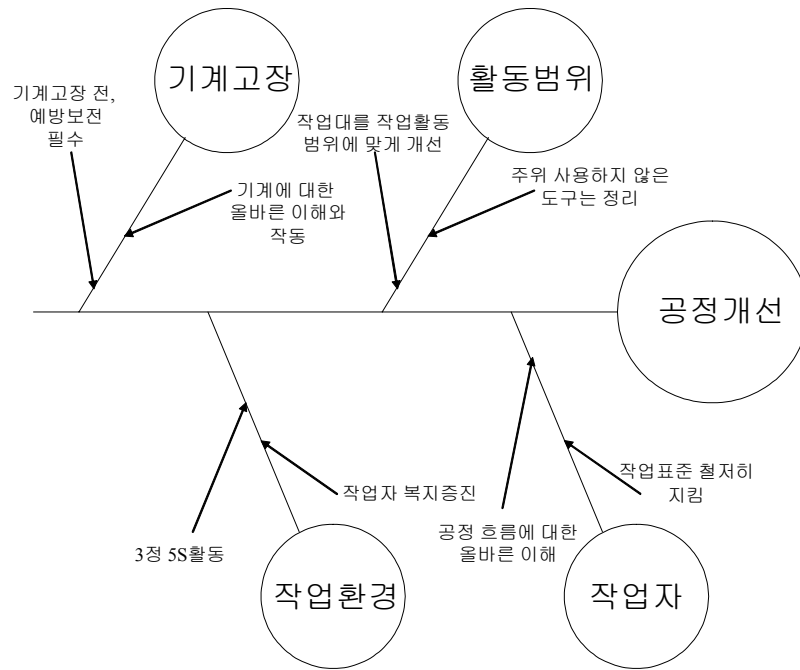 기계고장
활동범위
기계고장 전,
예방보전
필수
작업대를 작업활동
범위에 맞게 개선
기계에 대한
올바른 이해와
작동
주위 사용하지 않은
도구는 정리
공정개선
작업자 복지증진
3정 5S활동
작업표준 철저히
지킴
공정 흐름에 대한
올바른 이해
작업환경
작업자